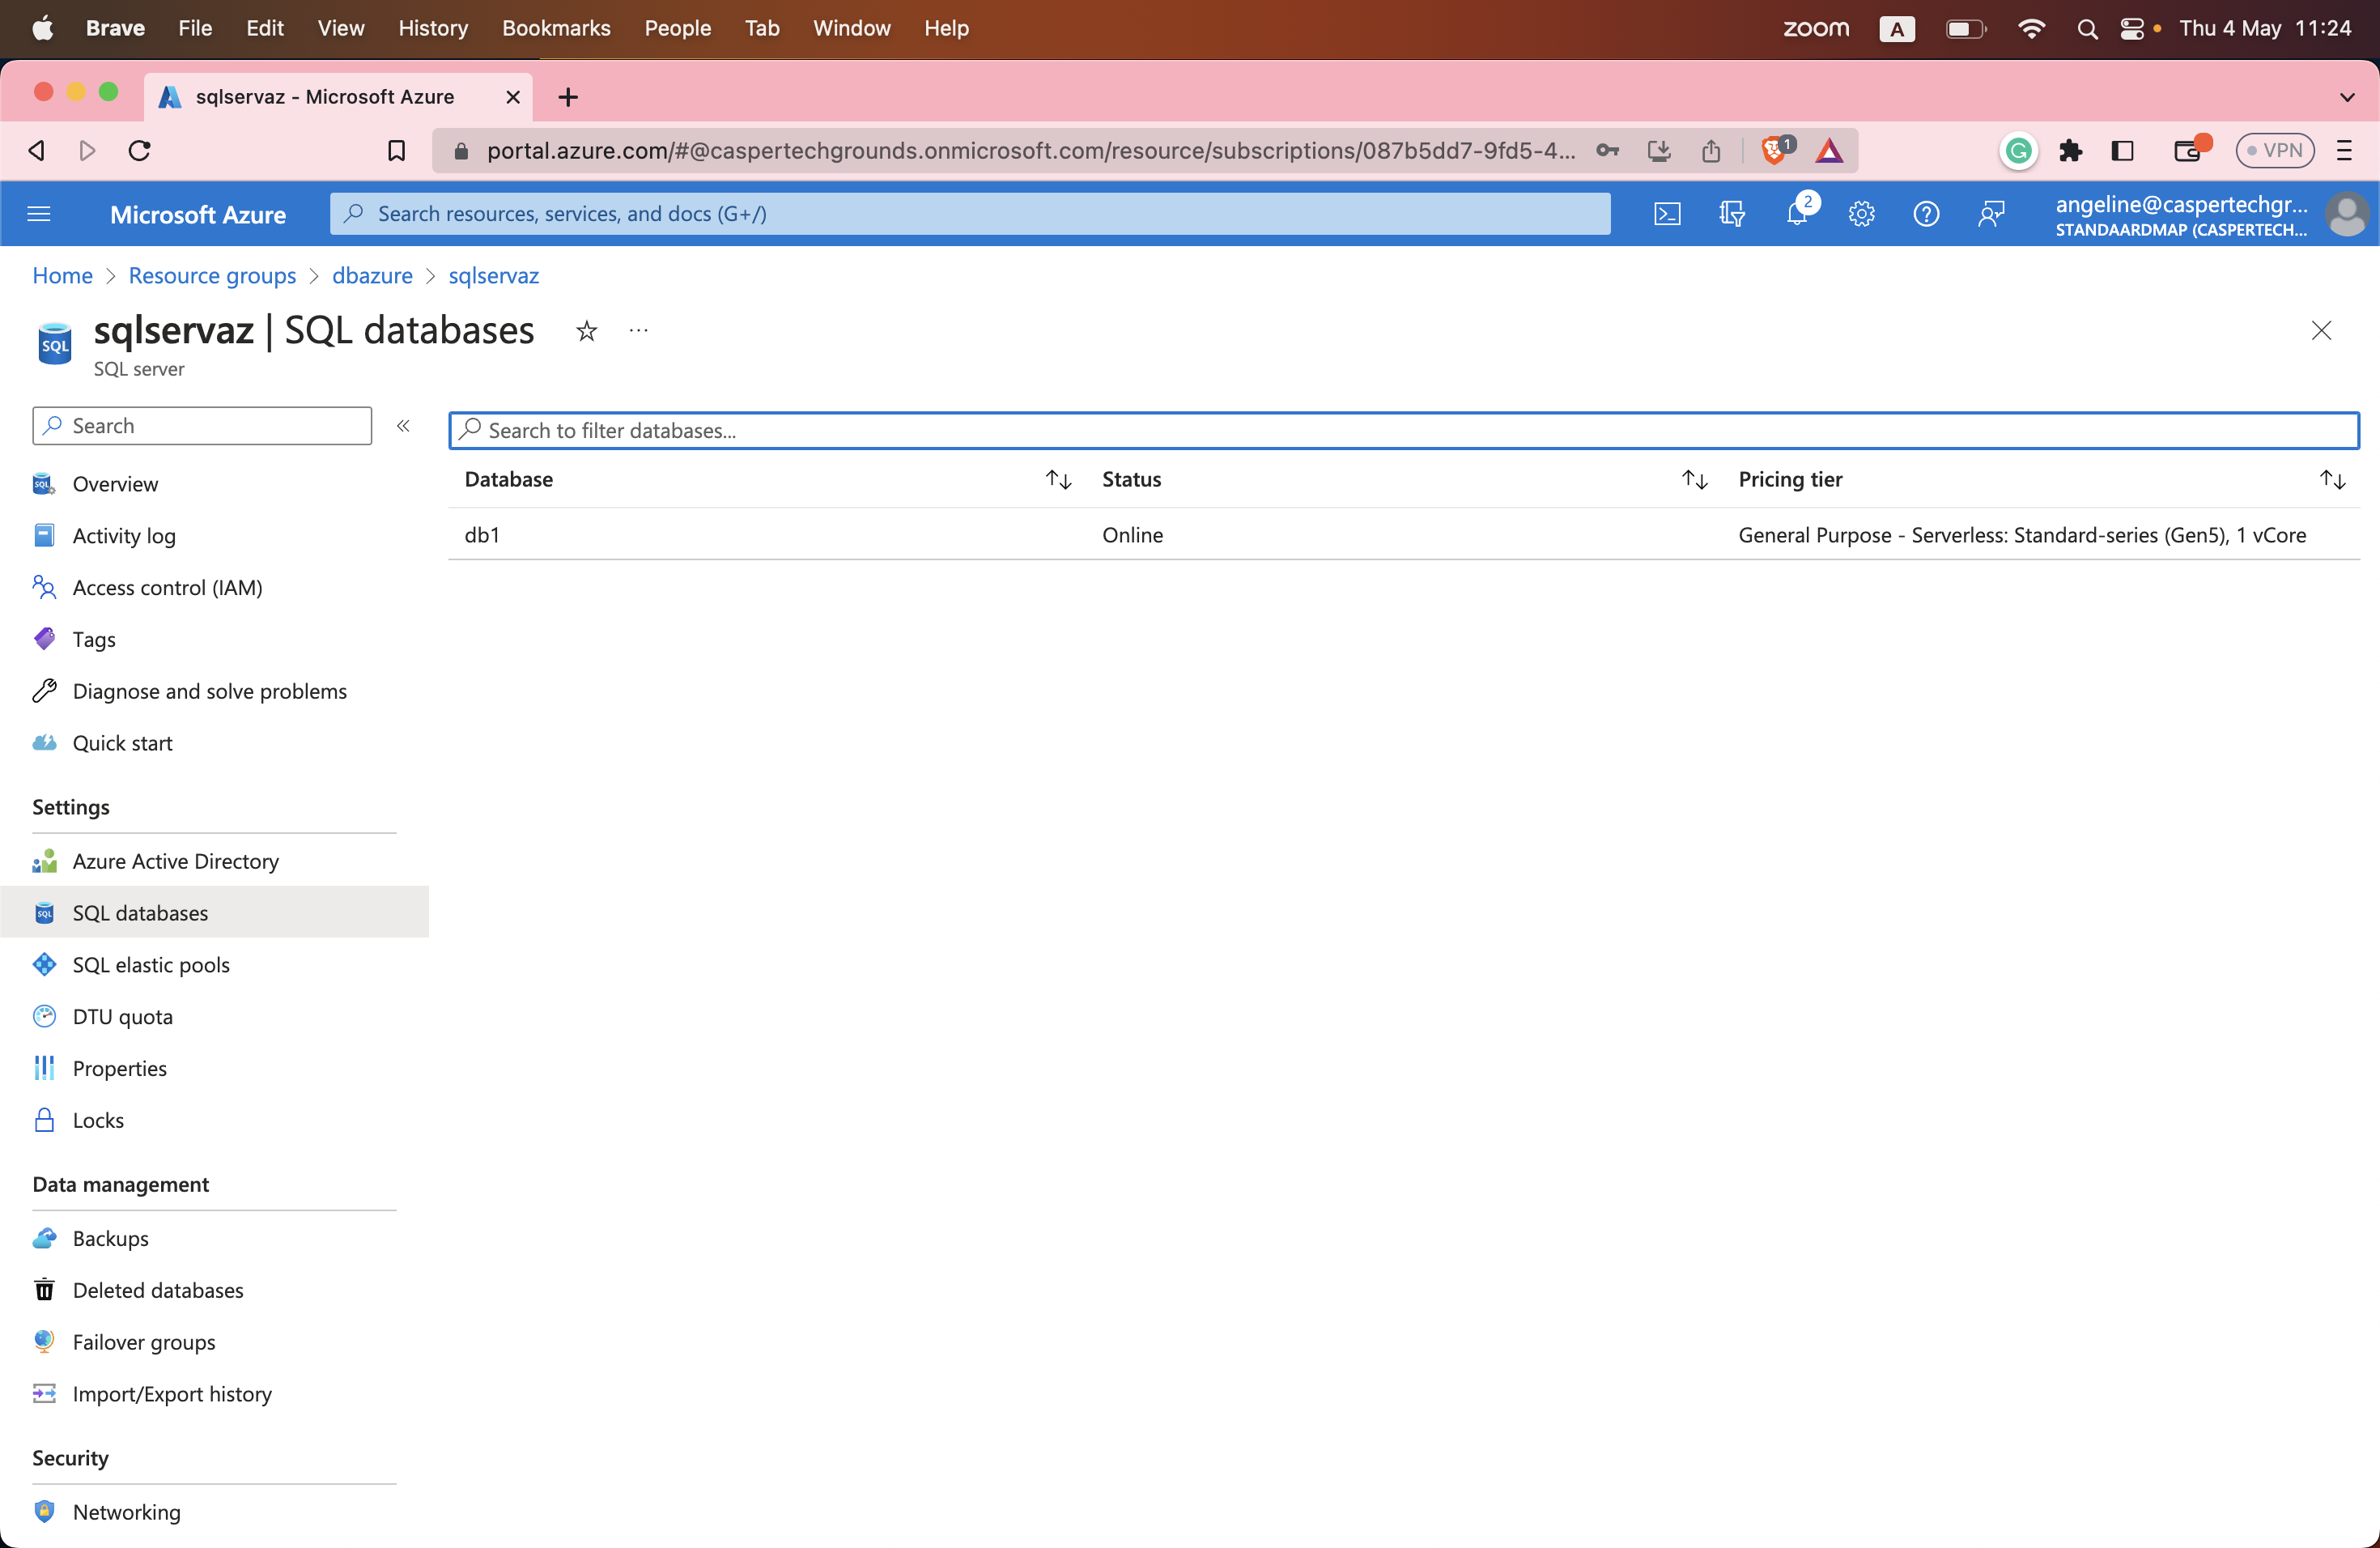 Brave File Edit View History Bookmarks People Tab Window Help zoom A Thu 4 May 11:24
sqlservaz - Microsoft Azure
portal.azure.com/#@caspertechgrounds.onmicrosoft.com/resource/subscriptions/087b5dd7-9fd5-4... 1 G VPN
Microsoft Azure Search resources, services, and docs (G+/) 2 angeline@caspertechgr...
STANDAARDMAP (CASPERTECH...
Home > Resource groups > dbazure > sqlservaz
SQL sqlservaz | SQL databases ...
SQL server
Search «
Search to filter databases...
Database Status Pricing tier
db1 Online General Purpose - Serverless: Standard-series (Gen5), 1 vCore
SQL Overview
Activity log
Access control (IAM)
Tags
Diagnose and solve problems
Quick start
Settings
Azure Active Directory
SQL SQL databases
SQL elastic pools
DTU quota
Properties
Locks
Data management
Backups
Deleted databases
Failover groups
Import/Export history
Security
Networking